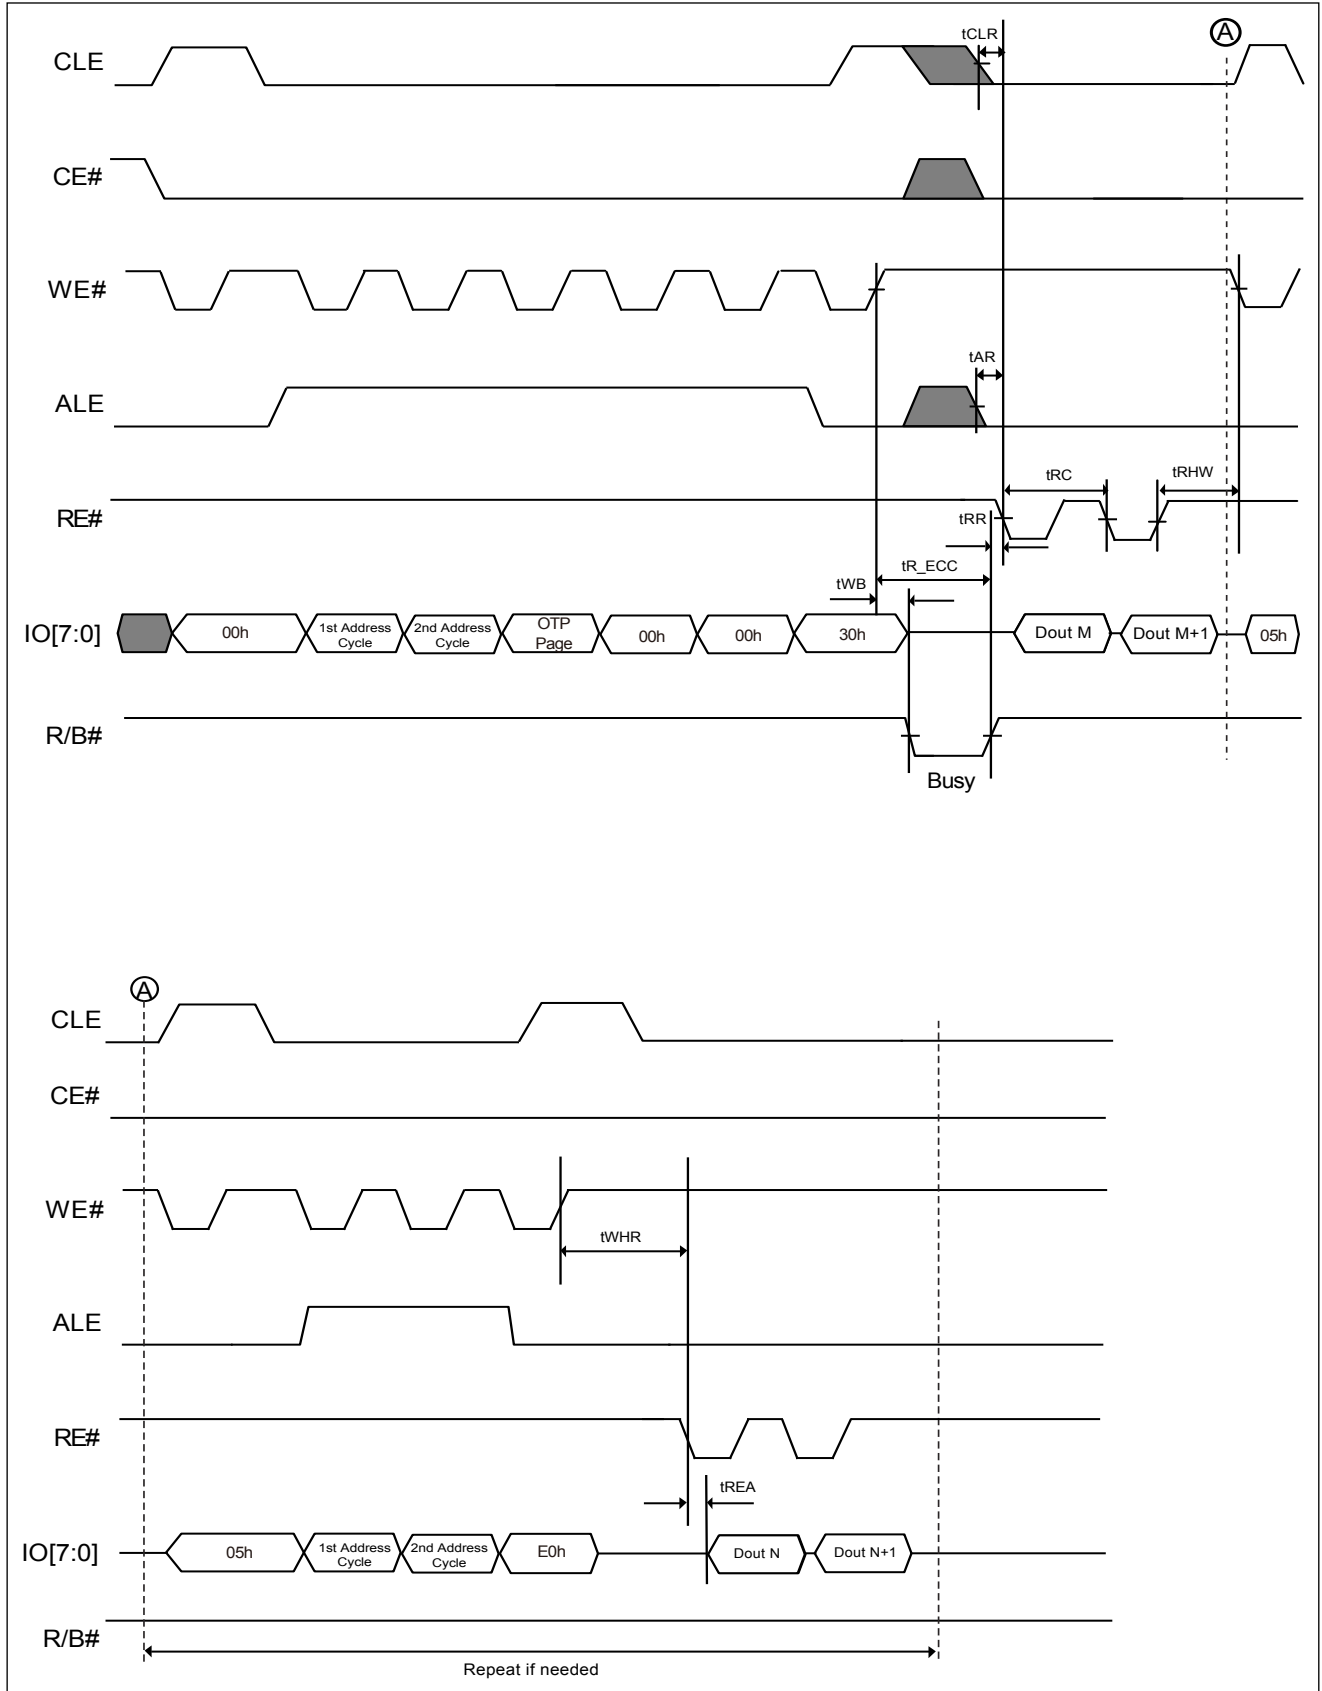 tCLR
A
CLE
CE#
WE#
tAR
ALE
tRC
tRHW
RE#
tRR
tR_ECC
tWB
IO[7:0]
00h
1st Address
Cycle
2nd Address
Cycle
OTP
Page
00h
00h
30h
Dout M
Dout M+1
05h
R/B#
Busy
A
CLE
CE#
WE#
tWHR
ALE
RE#
tREA
IO[7:0]
05h
1st Address
Cycle
2nd Address
Cycle
E0h
Dout N
Dout N+1
R/B#
Repeat if needed